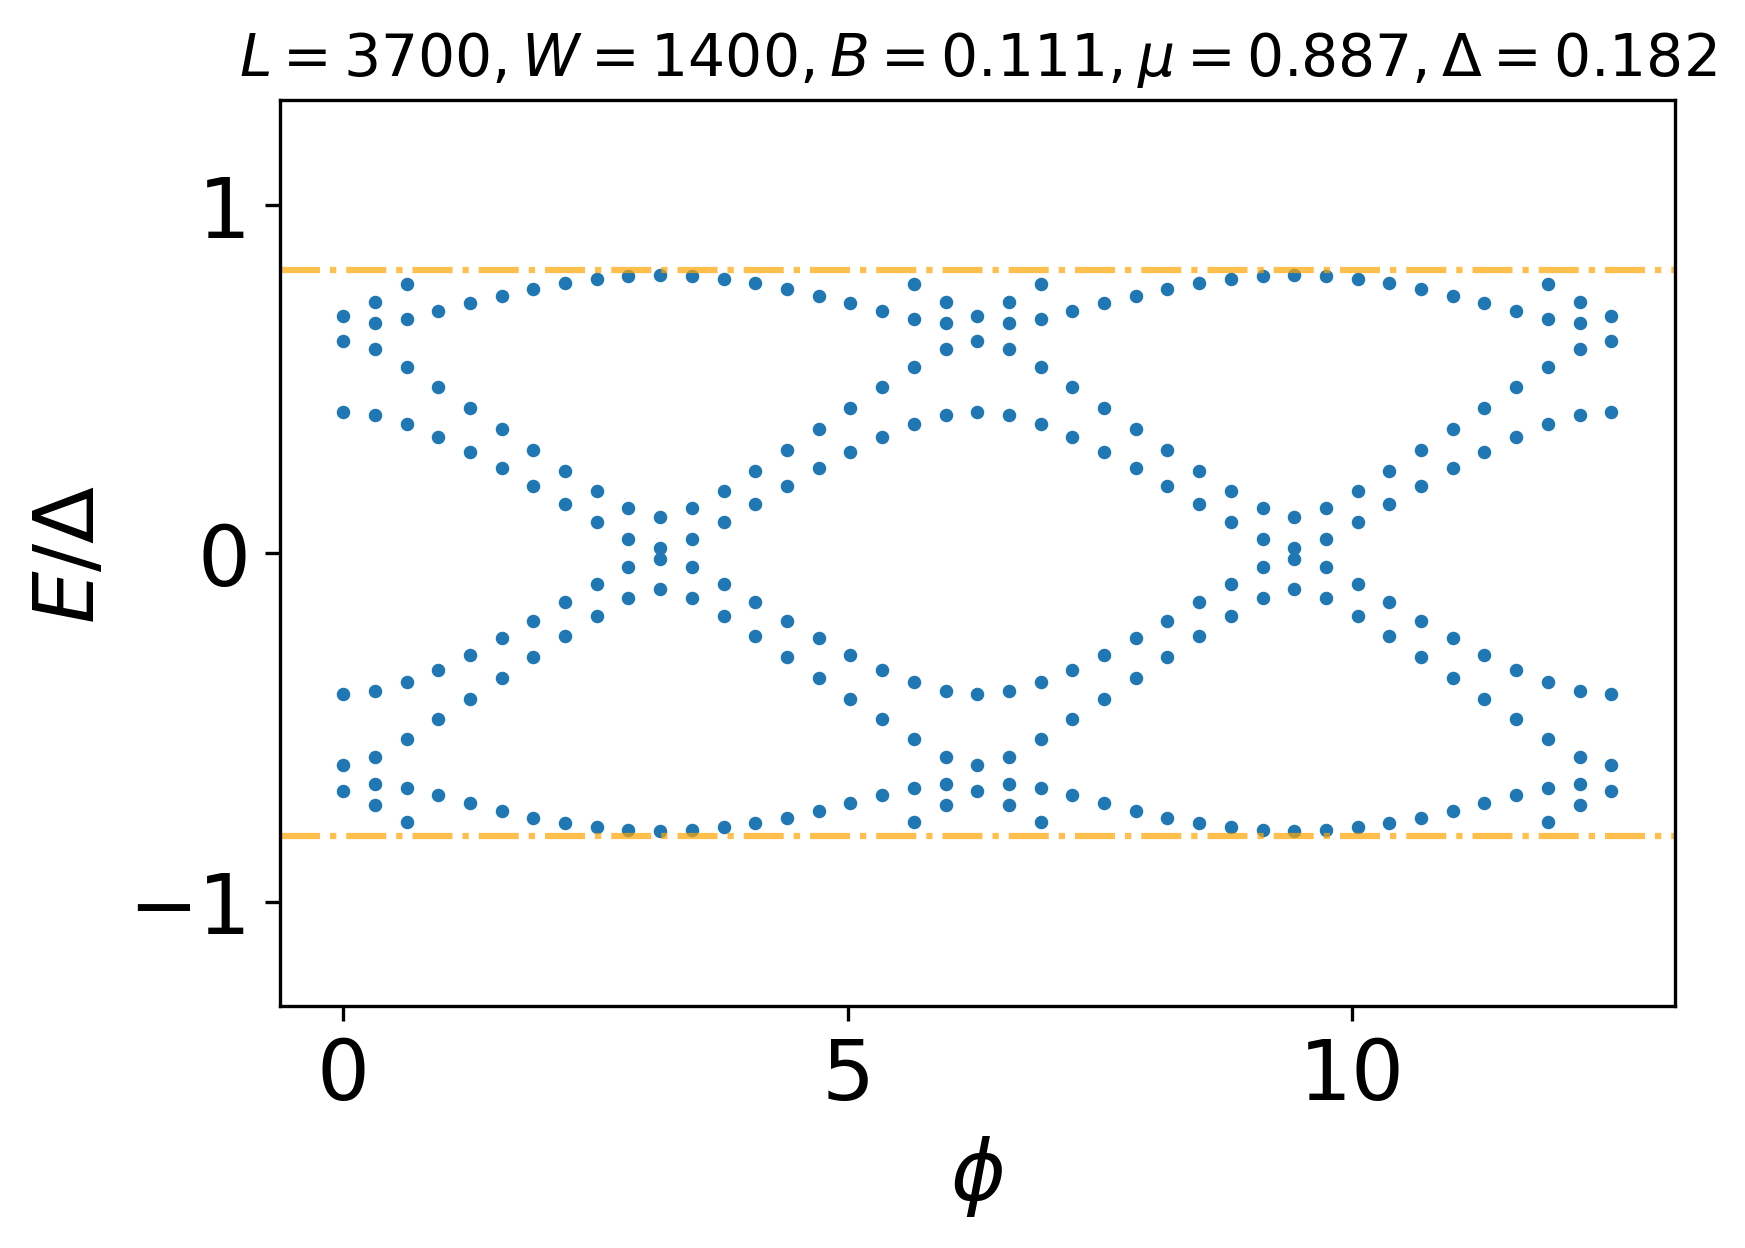 L = 3700, W = 1400, B = 0.111, μ = 0.887, Δ = 0.182
1
0
−1
E/Δ
0 5 10
ϕ